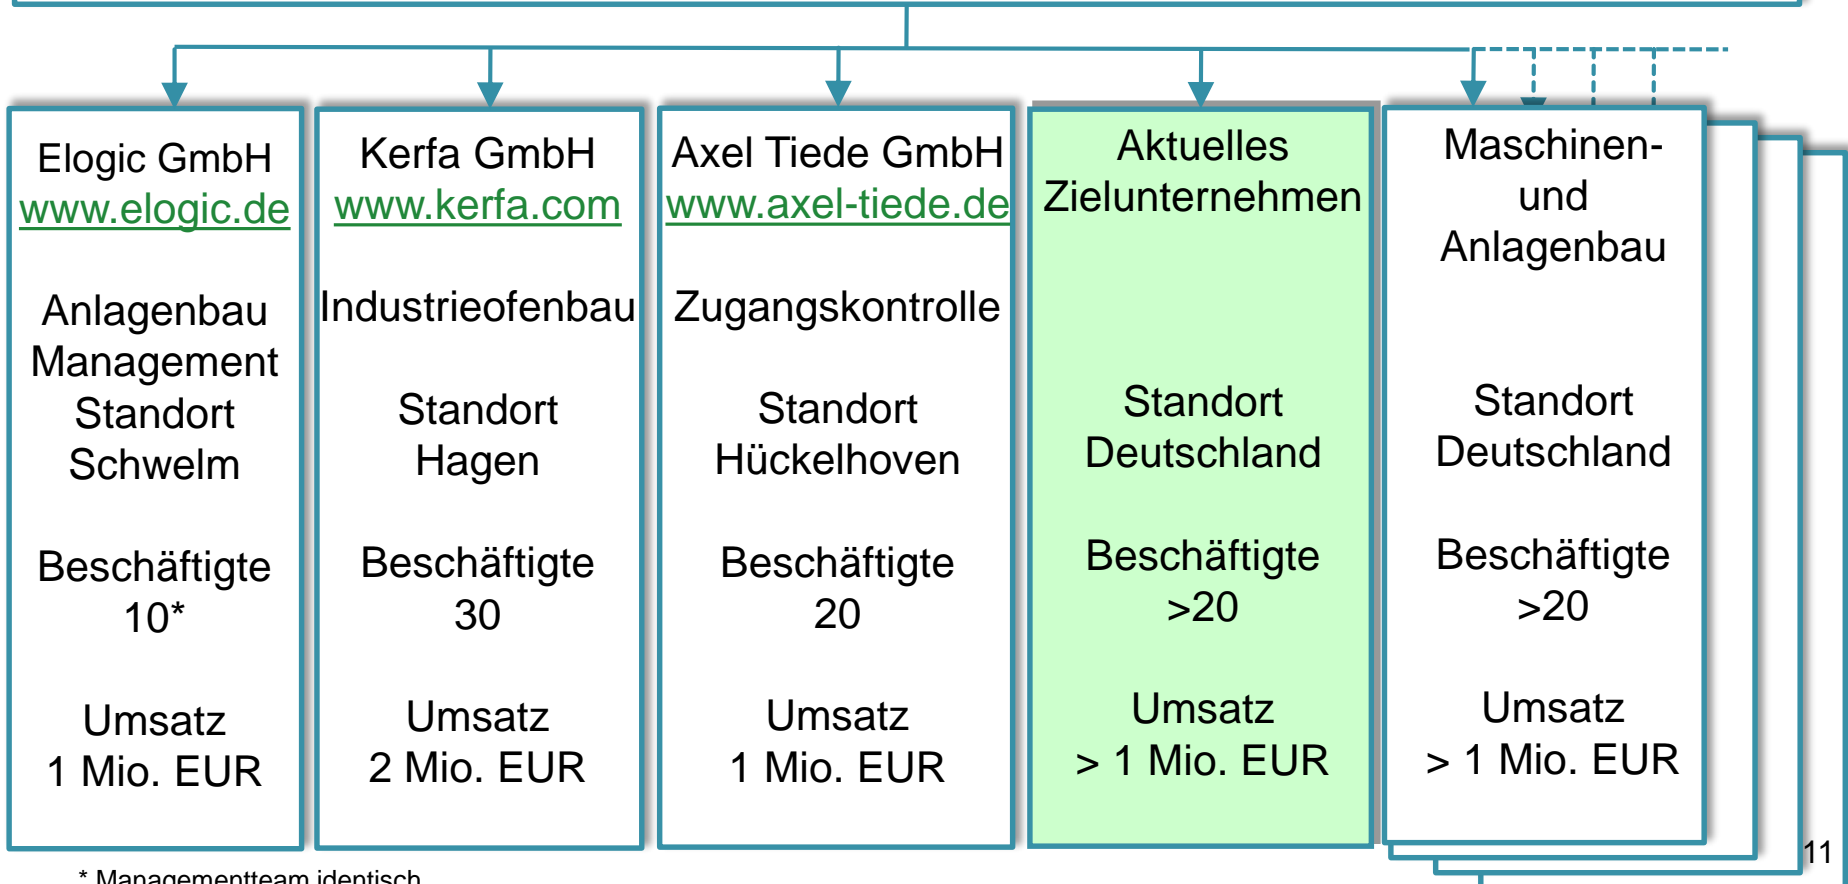 Elogic GmbH
www.elogic.de
Anlagenbau
Management
Standort
Schwelm
Beschäftigte
10*
Umsatz
1 Mio. EUR
Kerfa GmbH
www.kerfa.com
Industrieofenbau
Standort
Hagen
Beschäftigte
30
Umsatz
2 Mio. EUR
Axel Tiede GmbH
www.axel-tiede.de
Zugangskontrolle
Standort
Hückelhoven
Beschäftigte
20
Umsatz
1 Mio. EUR
Aktuelles
Zielunternehmen
Standort
Deutschland
Beschäftigte
>20
Umsatz
> 1 Mio. EUR
Maschinen-
und
Anlagenbau
Standort
Deutschland
Beschäftigte
>20
Umsatz
> 1 Mio. EUR
* Managementteam identisch
11